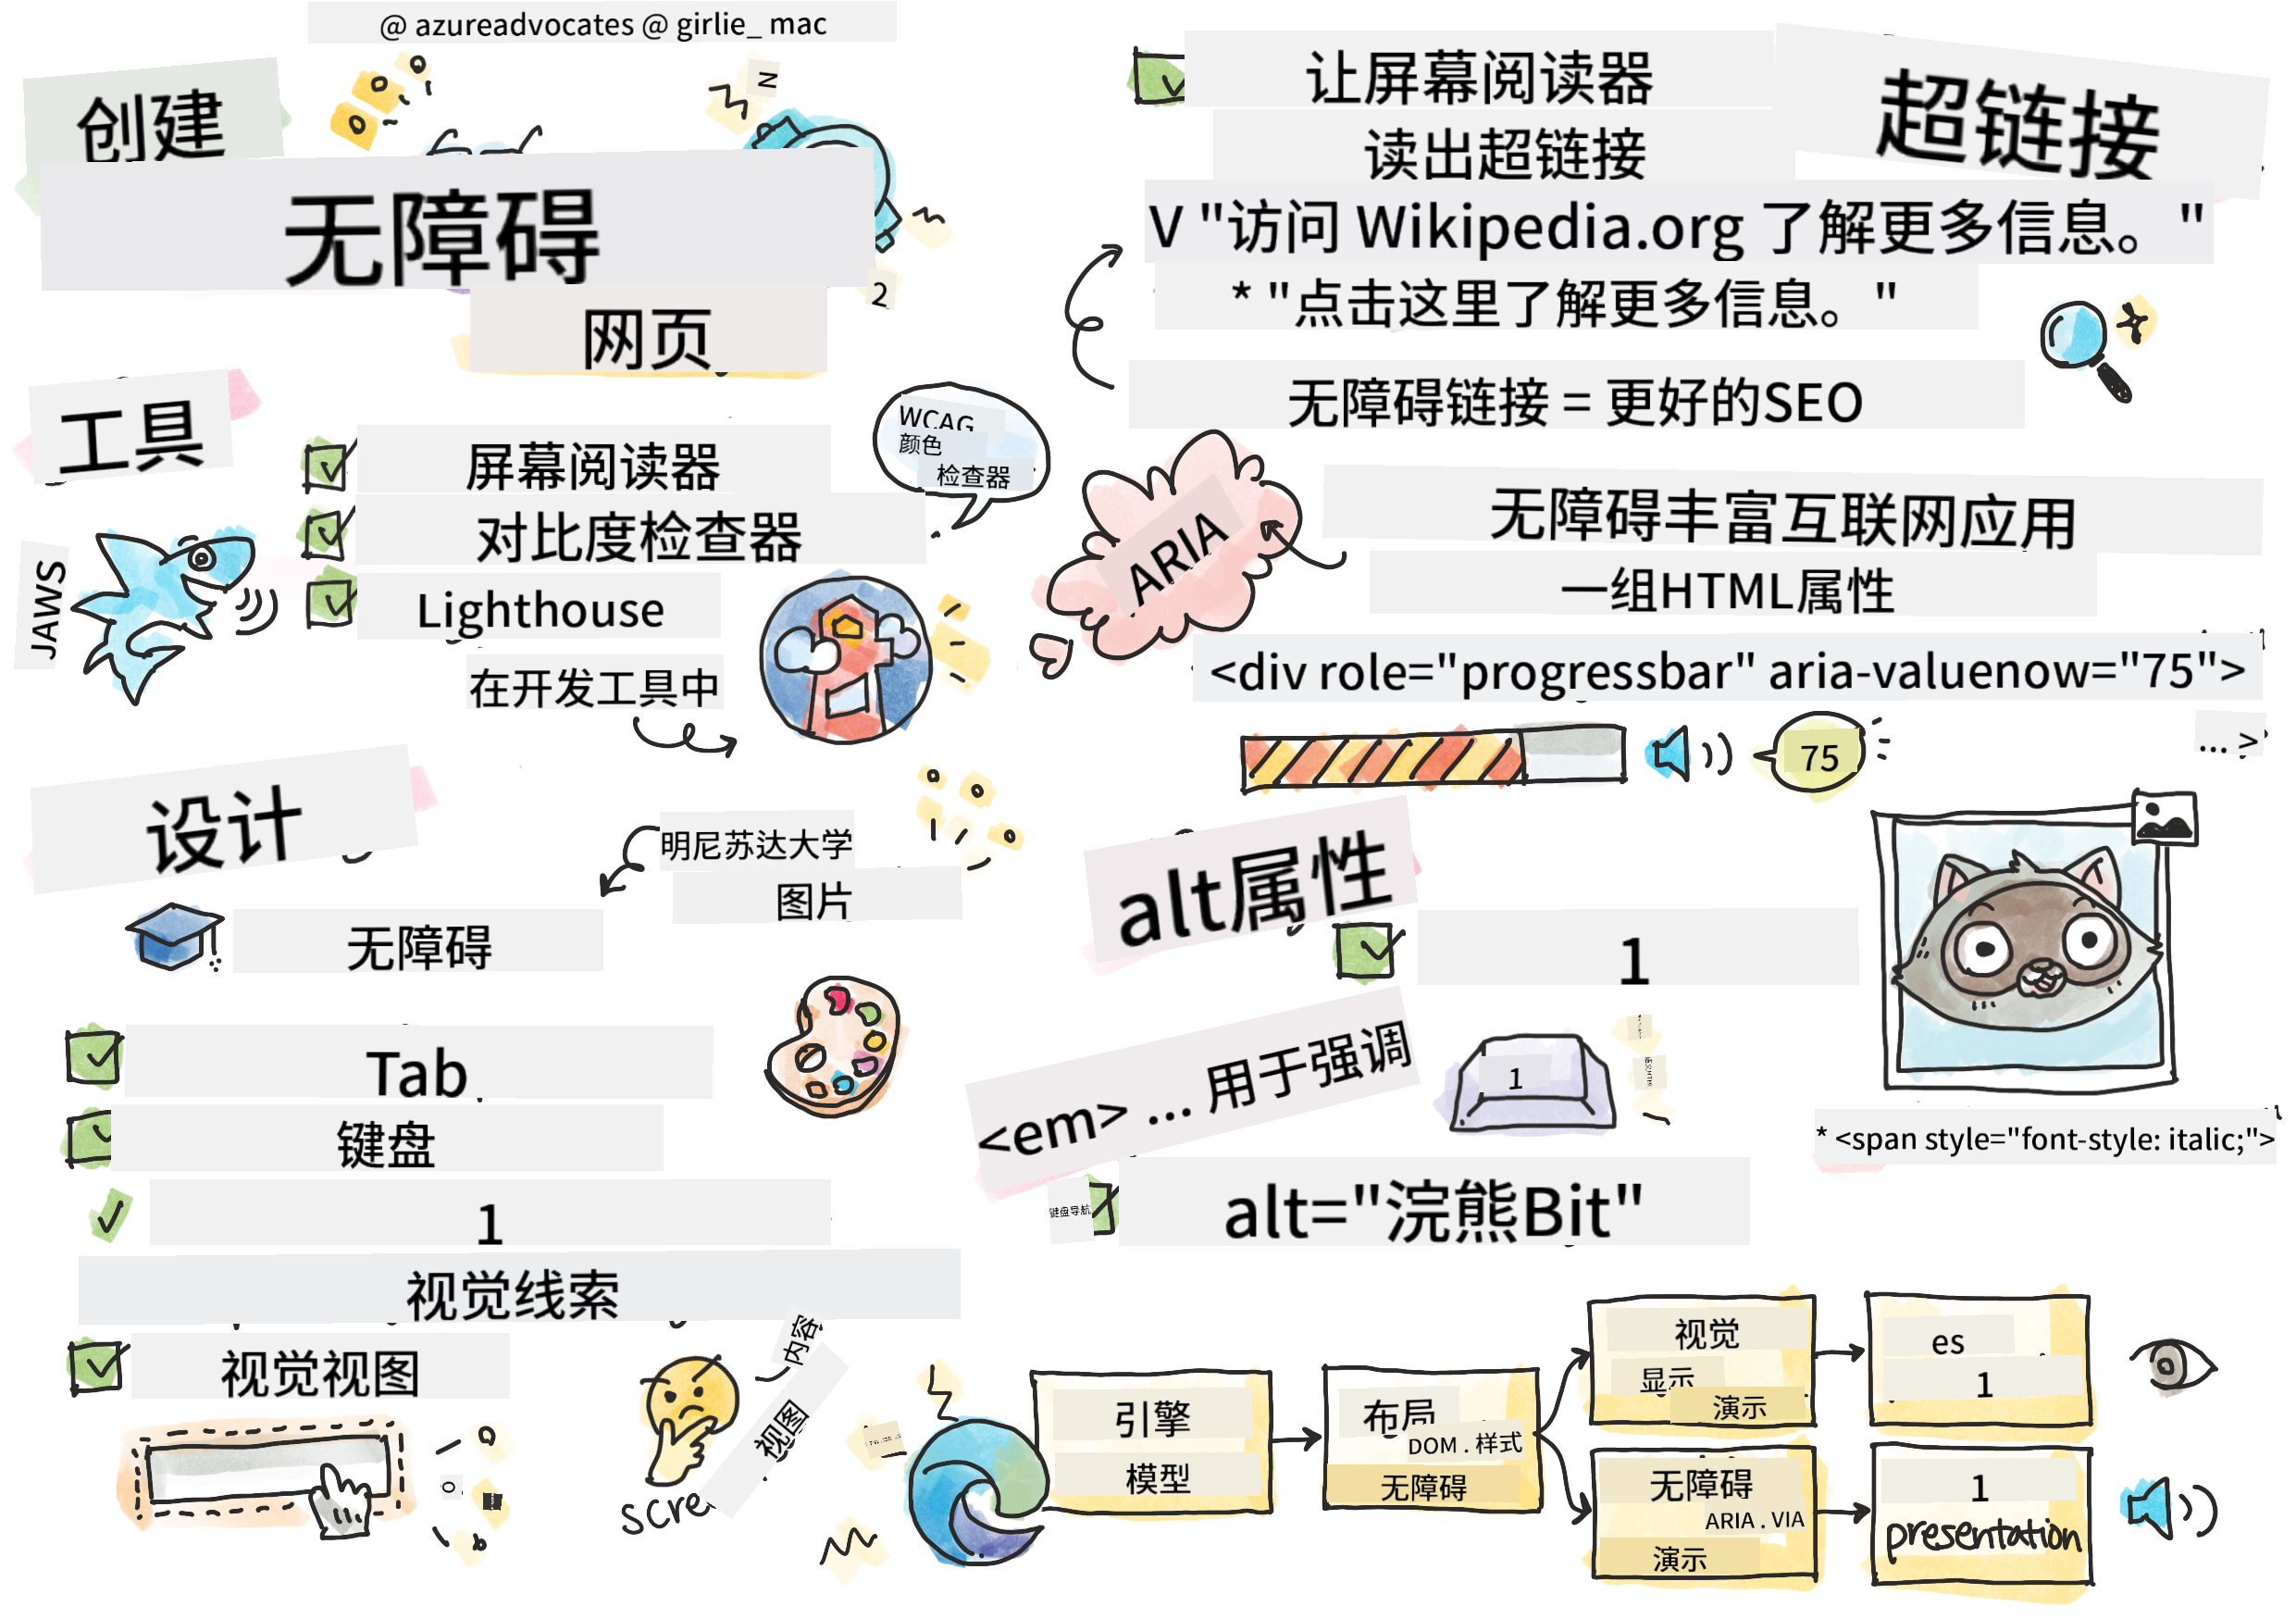 @ azureadvocates @ girlie_ mac
创建
无障碍
网页
N
2
工具
屏幕阅读器
对比度检查器
Lighthouse
在开发工具中
JAWS
WCAG
颜色
检查器
设计
明尼苏达大学
图片
无障碍
Tab
键盘
1
视觉线索
视觉视图
内容
视图
scre
让屏幕阅读器
读出超链接
超链接
V "访问 Wikipedia.org 了解更多信息。"
* "点击这里了解更多信息。"
无障碍链接 = 更好的SEO
ARIA
无障碍丰富互联网应用
一组HTML属性
<div role="progressbar" aria-valuenow="75">
... >
75
alt属性
1
<em> ... 用于强调
1
* <span style="font-style: italic;">
键盘导航
alt="浣熊Bit"
引擎
模型
布局
DOM . 样式
无障碍
视觉
显示
演示
es
1
无障碍
ARIA . VIA
演示
1
presentation